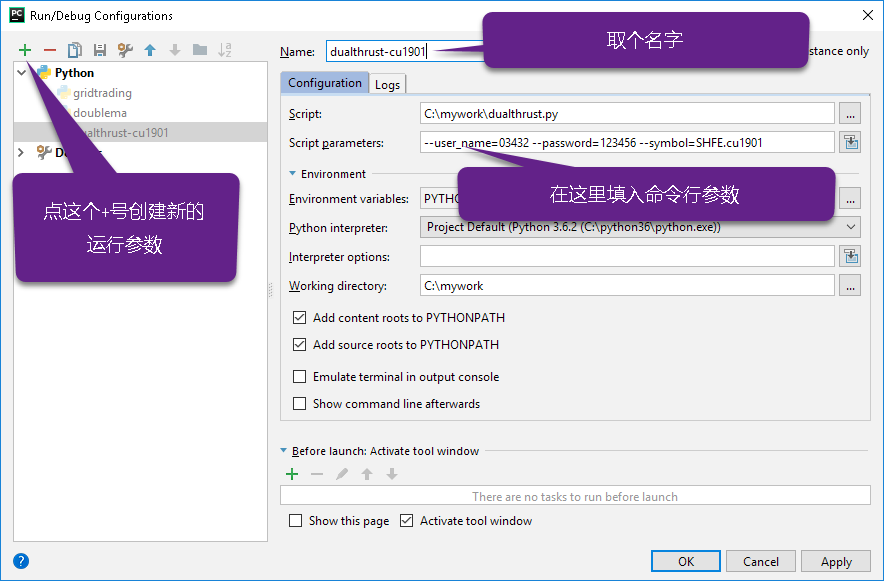 PC Run/Debug Configurations
Name: dualthrust-cu1901
取个名字
stance only
Python
gridtrading
doublema
ualthrust-cu1901
De
点这个+号创建新的
运行参数
Configuration Logs
Script: C:\mywork\dualthrust.py ...
Script parameters: --user_name=03432 --password=123456 --symbol=SHFE.cu1901
Environment
在这里填入命令行参数
Environment variables: PYTHO ...
Python interpreter: Project Default (Python 3.6.2 (C:\python36\python.exe))
Interpreter options:
Working directory: C:\mywork ...
Add content roots to PYTHONPATH
Add source roots to PYTHONPATH
Emulate terminal in output console
Show command line afterwards
Before launch: Activate tool window
There are no tasks to run before launch
Show this page Activate tool window
? OK Cancel Apply